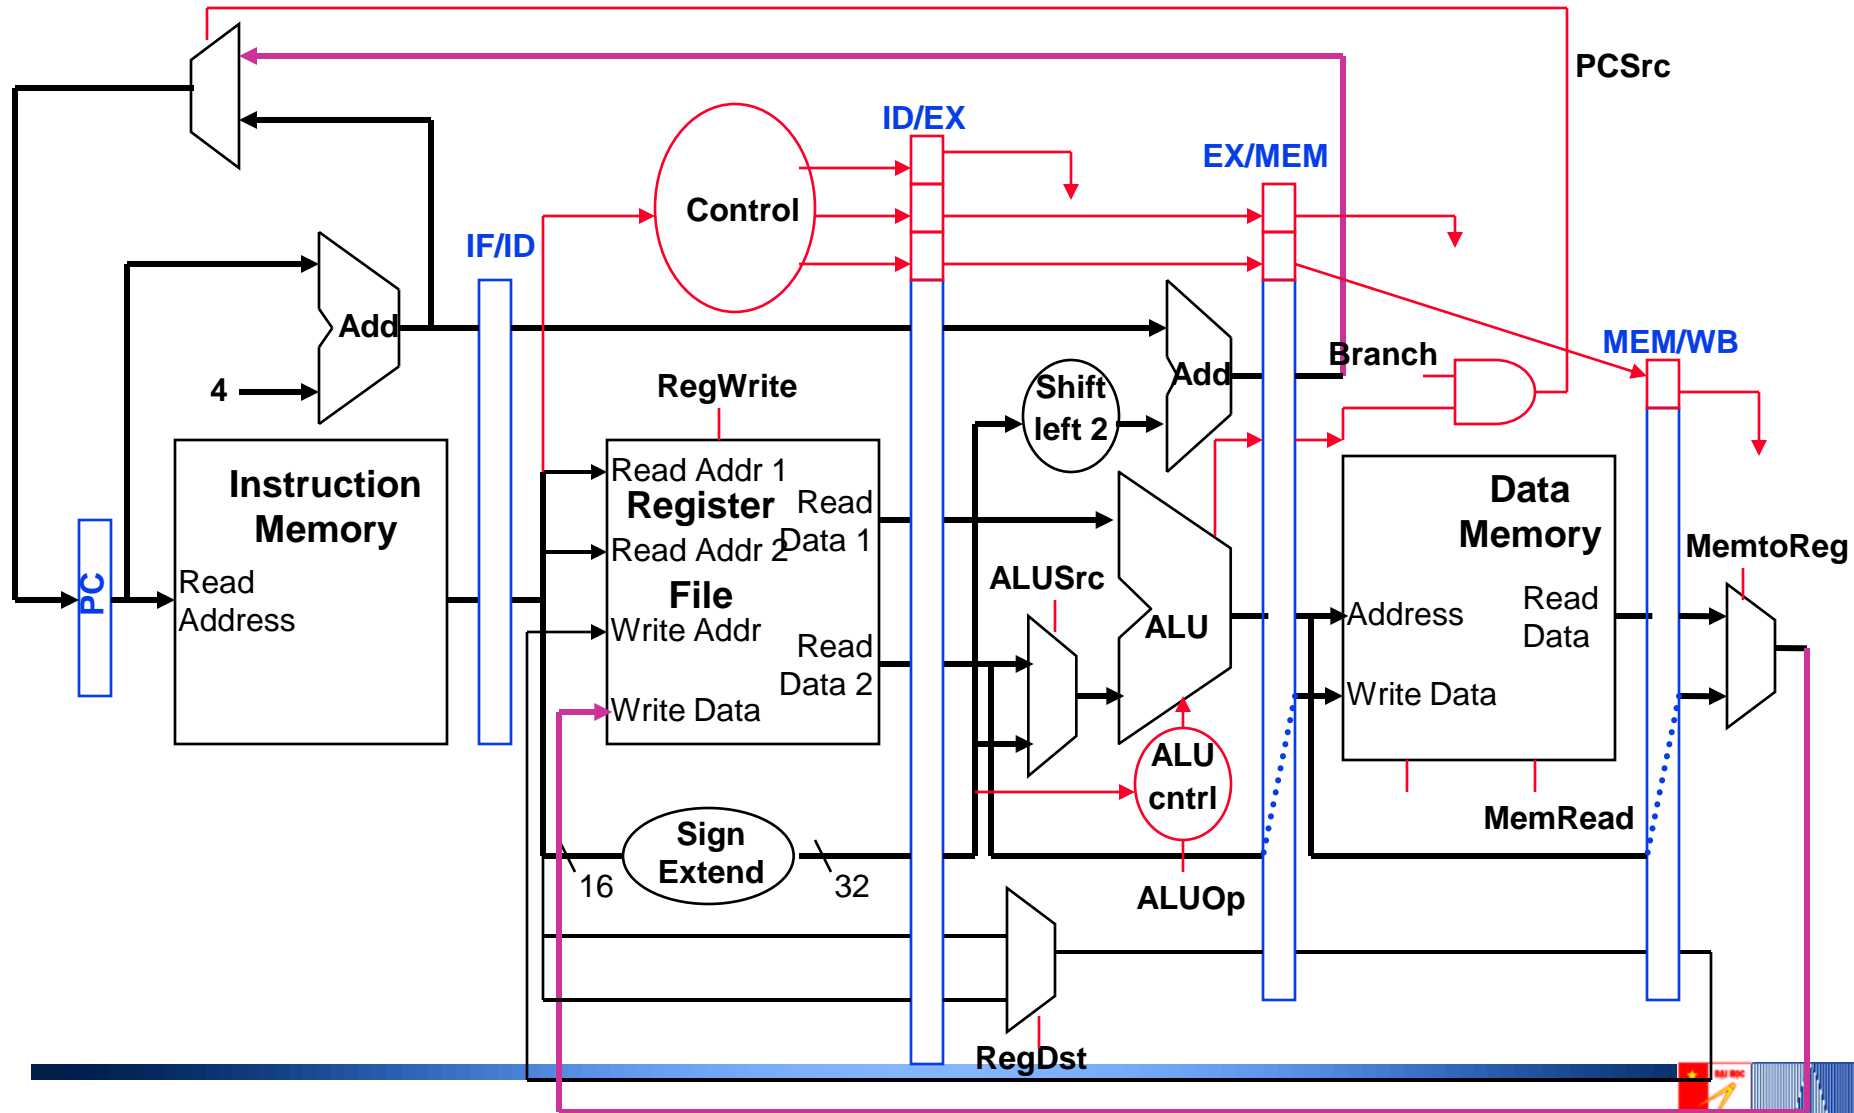 PCSrc
ID/EX
EX/MEM
Control
IF/ID
Add
MEM/WB
Branch
Add
4
RegWrite
Shift
left 2
Instruction
Memory
Read Addr 1
Register
Read
Data 1
Read Addr 2
File
Write Addr
Read
Data 2
Write Data
PC
Read
Address
ALUSrc
ALU
Data
Memory
MemtoReg
Address
Read
Data
Write Data
ALU
cntrl
MemRead
Sign
Extend
16
32
ALUOp
RegDst
ĐẠI HỌC